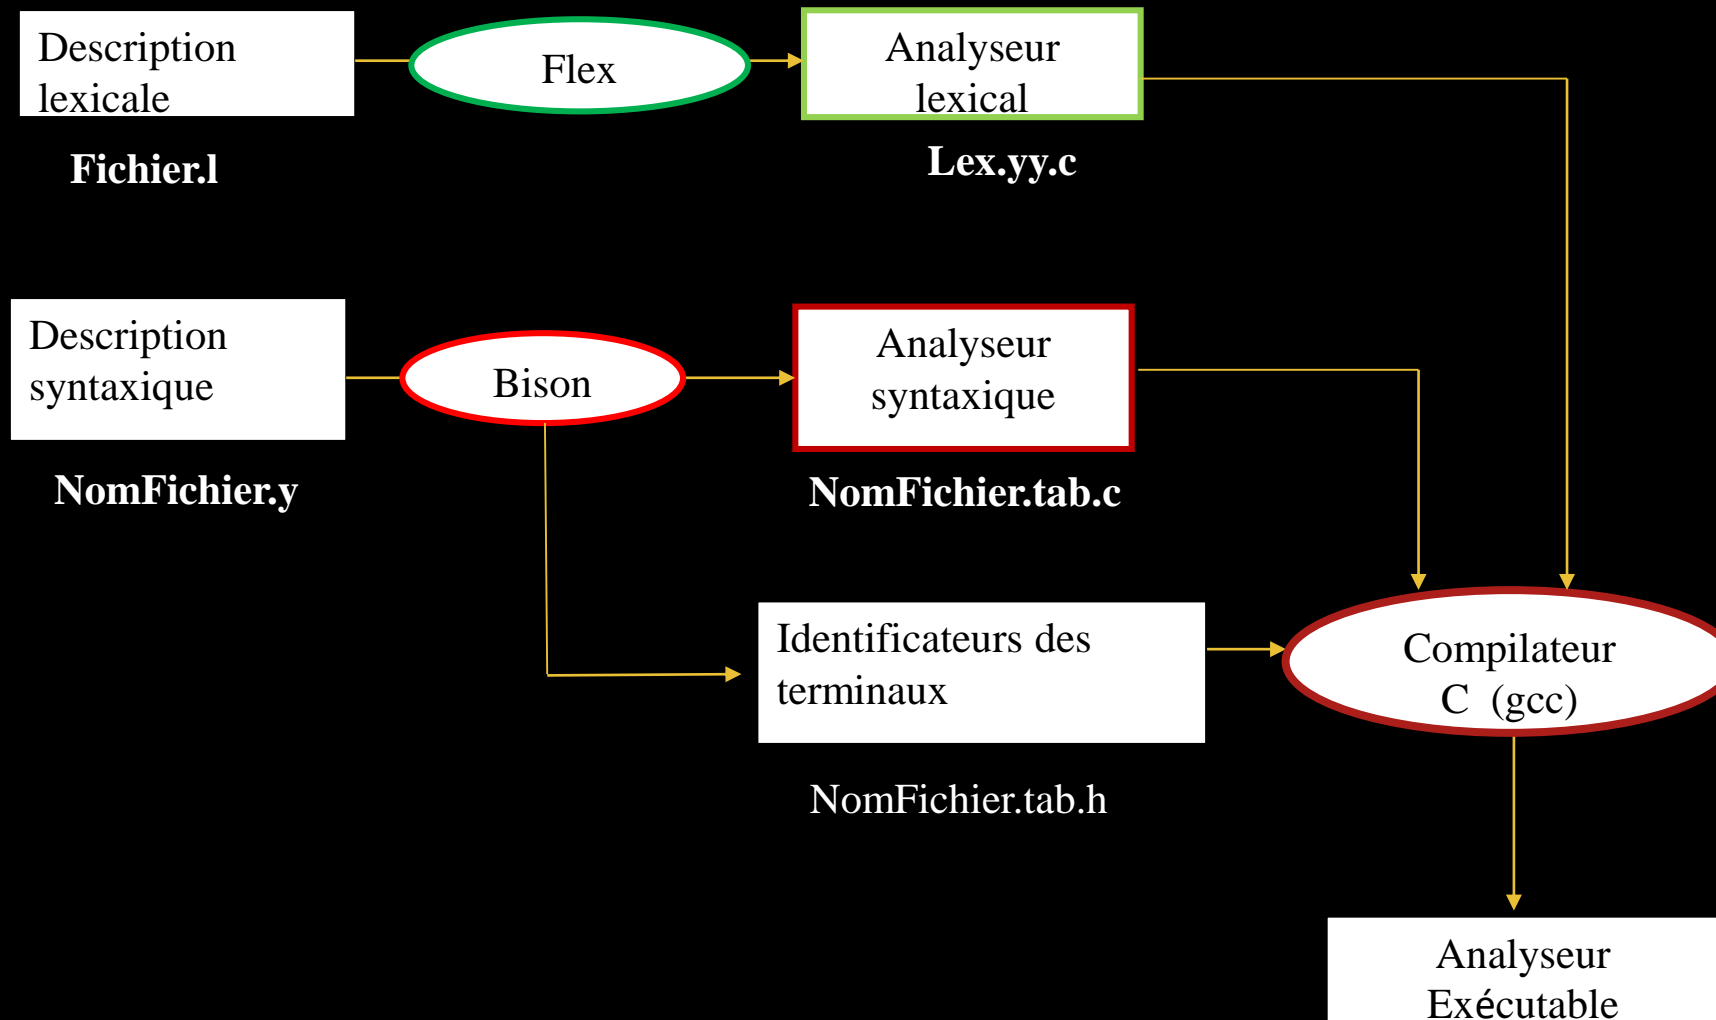 Description
lexicale
Flex
Analyseur
lexical
Fichier.l
Lex.yy.c
Description
syntaxique
Bison
Analyseur
syntaxique
NomFichier.y
NomFichier.tab.c
Identificateurs des
terminaux
Compilateur
C (gcc)
NomFichier.tab.h
Analyseur
Exécutable